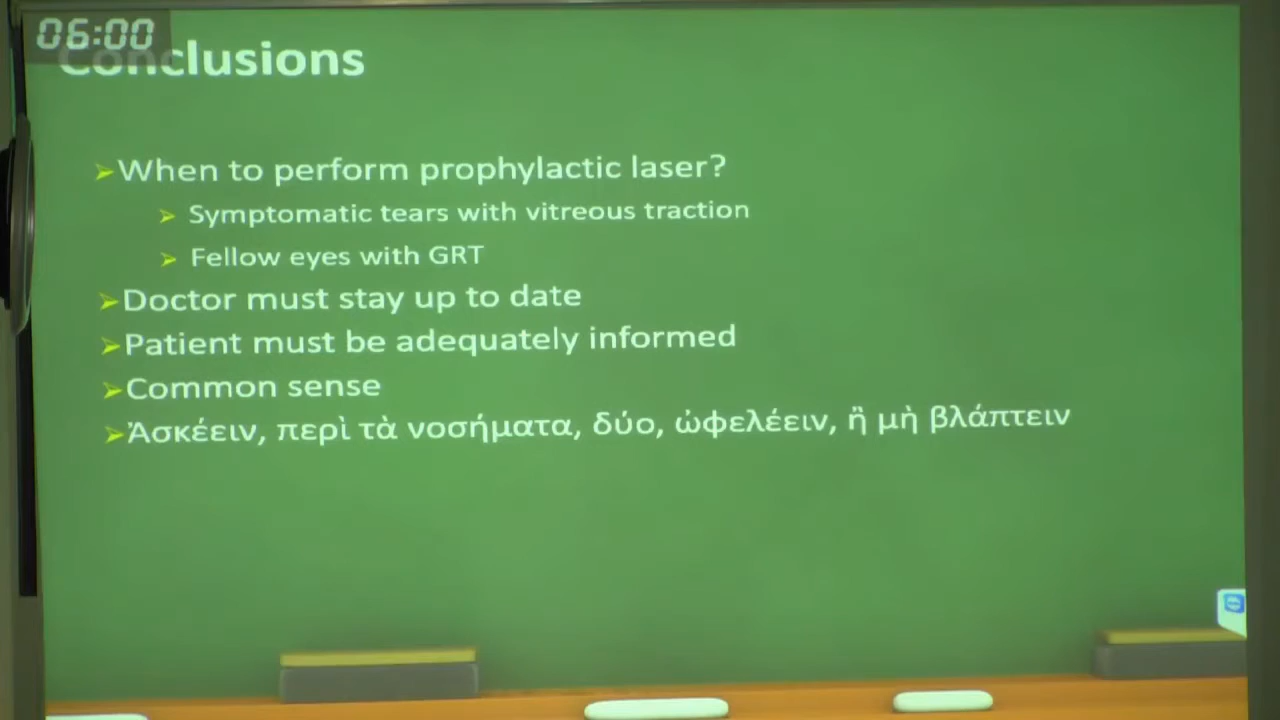 06:00
Conclusions
➢When to perform prophylactic laser?
➢ Symptomatic tears with vitreous traction
➢ Fellow eyes with GRT
➢Doctor must stay up to date
➢Patient must be adequately informed
➢Common sense
➢Ἀσκέειν, περὶ τὰ νοσήματα, δύο, ὠφελέειν, ἢ μὴ βλάπτειν